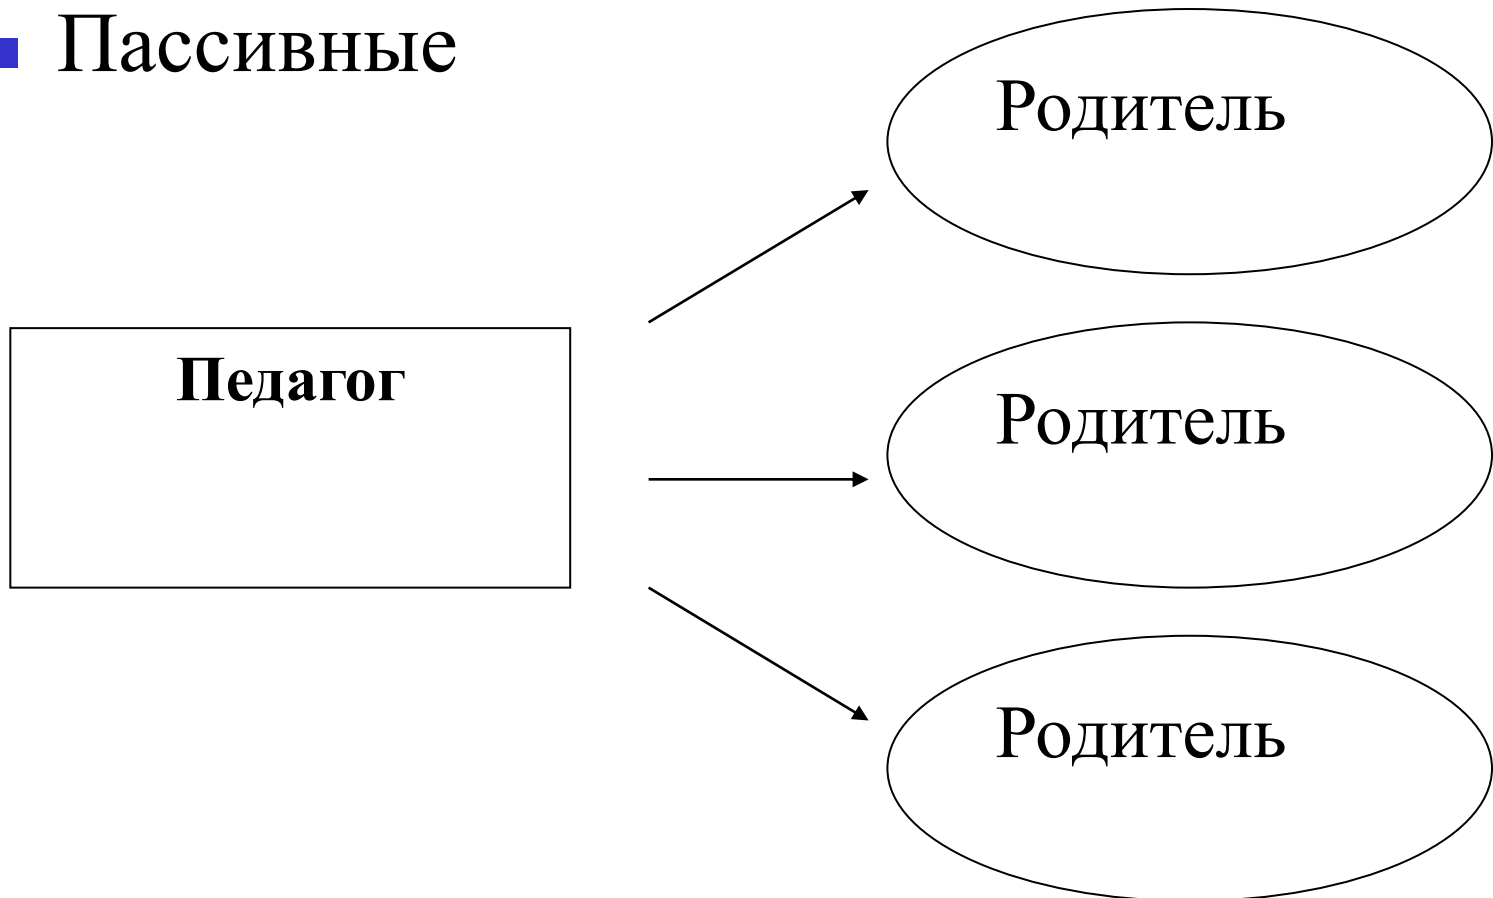 Пассивные
Родитель
Педагог
Родитель
Родитель